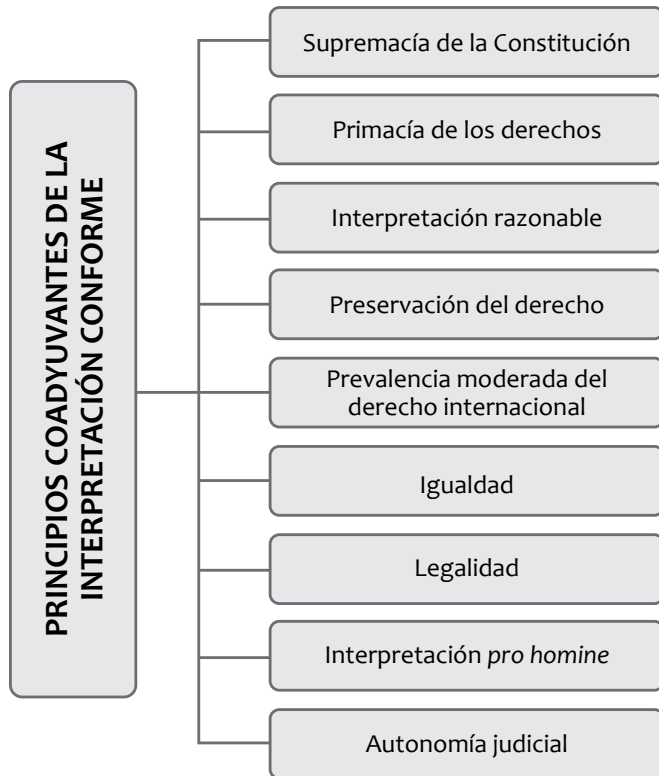 PRINCIPIOS COADYUVANTES DE LA
INTERPRETACIÓN CONFORME
Supremacía de la Constitución
Primacía de los derechos
Interpretación razonable
Preservación del derecho
Prevalencia moderada del
derecho internacional
Igualdad
Legalidad
Interpretación pro homine
Autonomía judicial